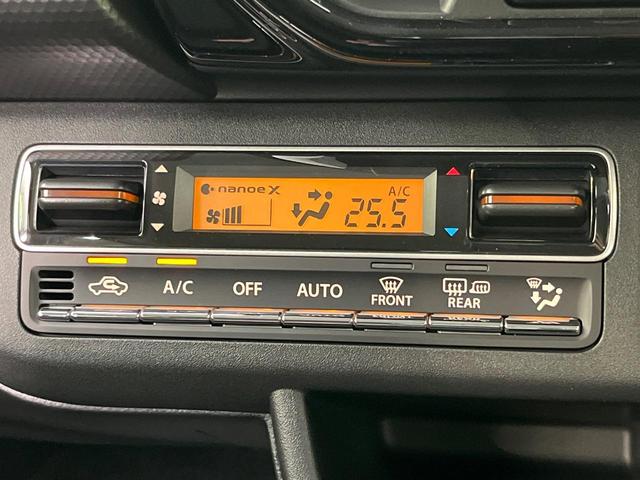 nanoe X
A/C
25.5
A/C
OFF
AUTO
FRONT
REAR